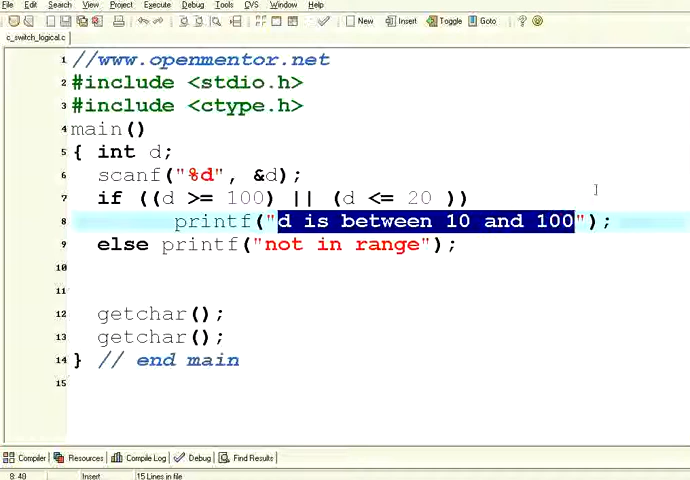 File Edit Search View Project Execute Debug Tools CVS Window Help
New Insert Toggle Goto
c_switch_logical.c
1 //www.openmentor.net
2 #include <stdio.h>
3 #include <ctype.h>
4 main()
5 { int d;
6 scanf("%d", &d);
7 if ((d >= 100) || (d <= 20 ))
8 printf("d is between 10 and 100");
9 else printf("not in range");
10
11
12 getchar();
13 getchar();
14 } // end main
15
Compiler Resources Compile Log Debug Find Results
8: 48 Insert 15 Lines in file